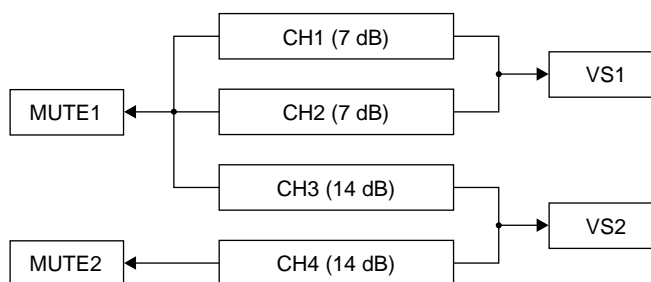 CH1 (7 dB)
VS1
MUTE1
CH2 (7 dB)
CH3 (14 dB)
VS2
MUTE2
CH4 (14 dB)